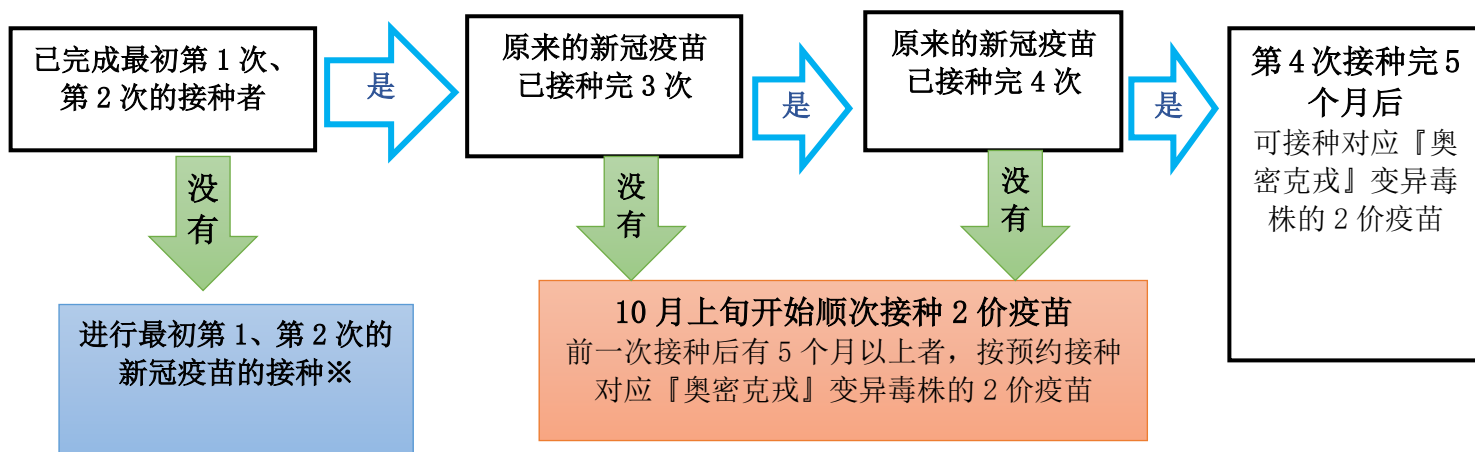 已完成最初第 1 次、
第 2 次的接种者
是
原来的新冠疫苗
已接种完 3 次
是
原来的新冠疫苗
已接种完 4 次
是
第 4 次接种完 5
个月后
可接种对应『奥
密克戎』变异毒
株的 2 价疫苗
没
有
没
有
没
有
进行最初第 1、第 2 次的
新冠疫苗的接种※
10 月上旬开始顺次接种 2 价疫苗
前一次接种后有 5 个月以上者，按预约接种
对应『奥密克戎』变异毒株的 2 价疫苗